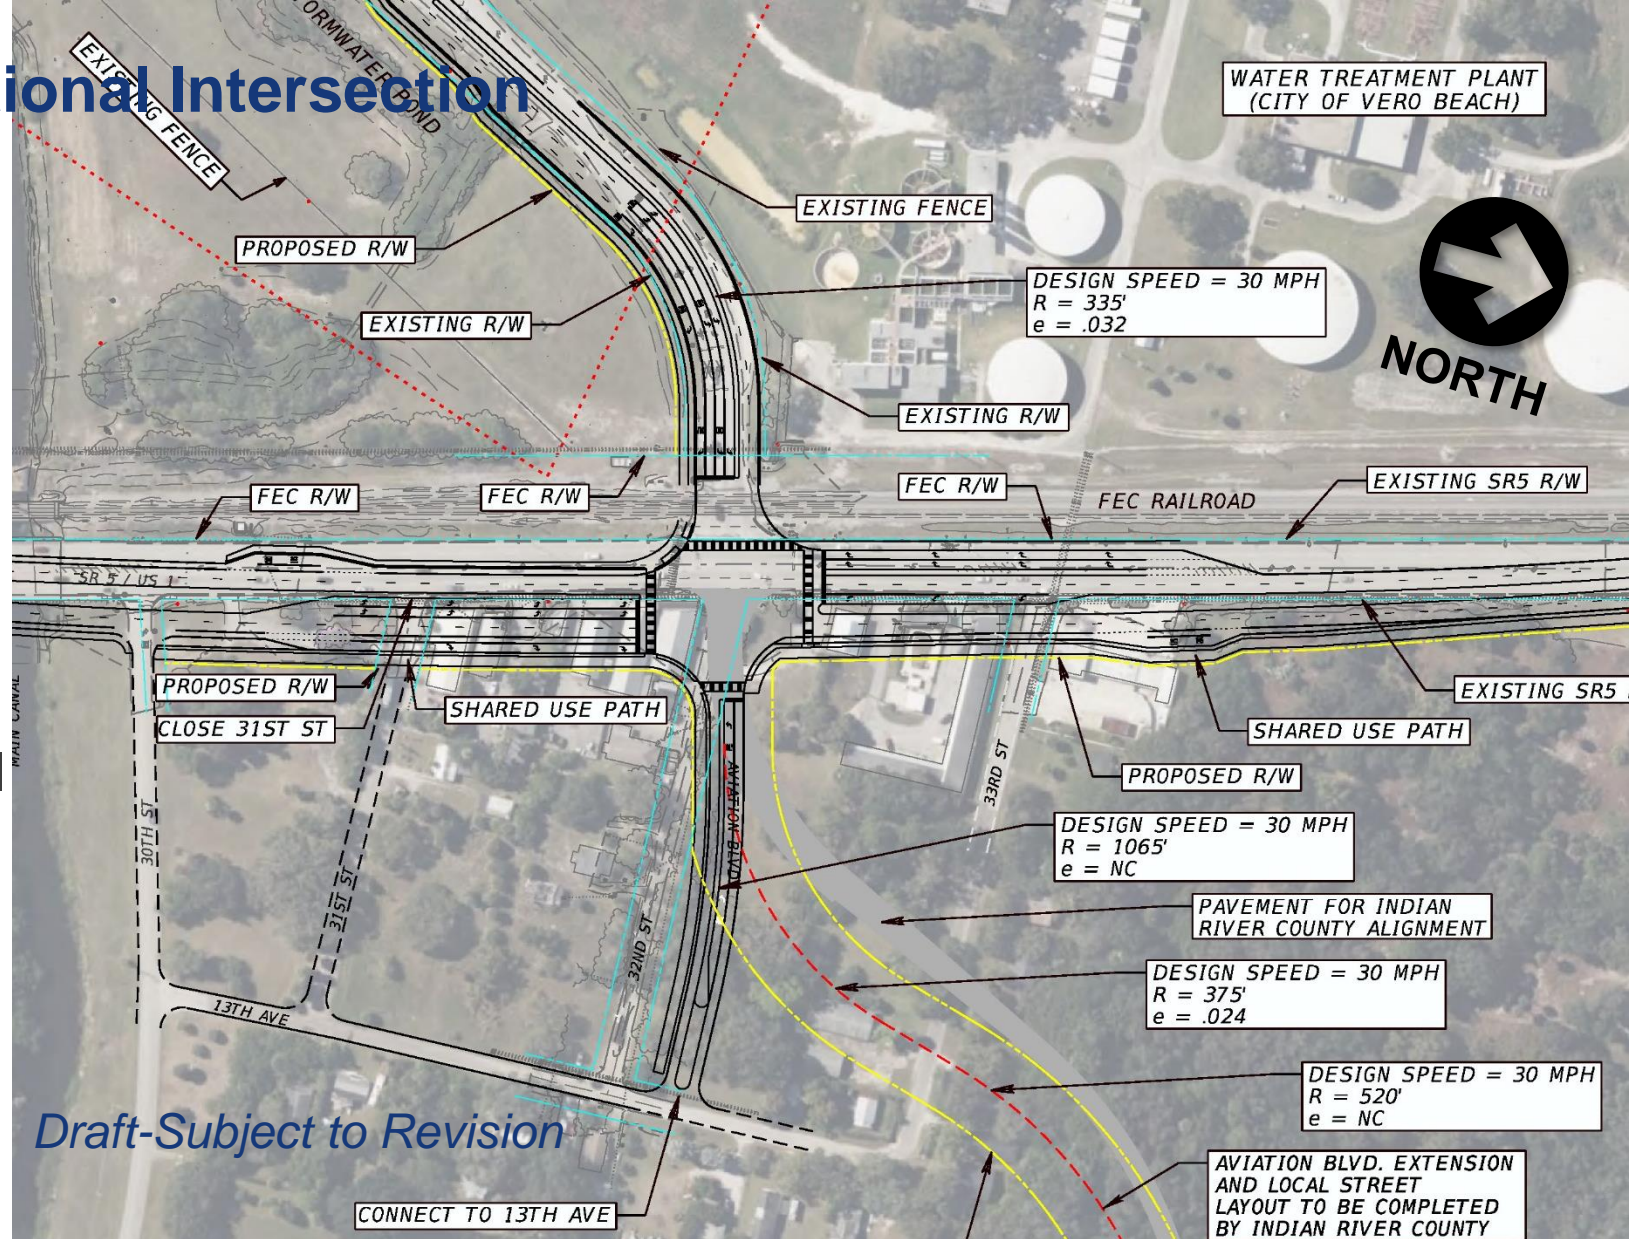 ional Intersection
ORMWATER POND
EXISTING FENCE
WATER TREATMENT PLANT
(CITY OF VERO BEACH)
EXISTING FENCE
PROPOSED R/W
DESIGN SPEED = 30 MPH
R = 335'
e = .032
EXISTING R/W
NORTH
EXISTING R/W
FEC R/W
FEC R/W
FEC R/W
FEC RAILROAD
EXISTING SR5 R/W
SR 5 / US 1
PROPOSED R/W
SHARED USE PATH
CLOSE 31ST ST
MAIN CANAL
EXISTING SR5
SHARED USE PATH
PROPOSED R/W
33RD ST
AVIATION BLVD
30TH ST
31ST ST
32ND ST
DESIGN SPEED = 30 MPH
R = 1065'
e = NC
PAVEMENT FOR INDIAN
RIVER COUNTY ALIGNMENT
DESIGN SPEED = 30 MPH
R = 375'
e = .024
13TH AVE
DESIGN SPEED = 30 MPH
R = 520'
e = NC
Draft-Subject to Revision
AVIATION BLVD. EXTENSION
AND LOCAL STREET
LAYOUT TO BE COMPLETED
BY INDIAN RIVER COUNTY
CONNECT TO 13TH AVE